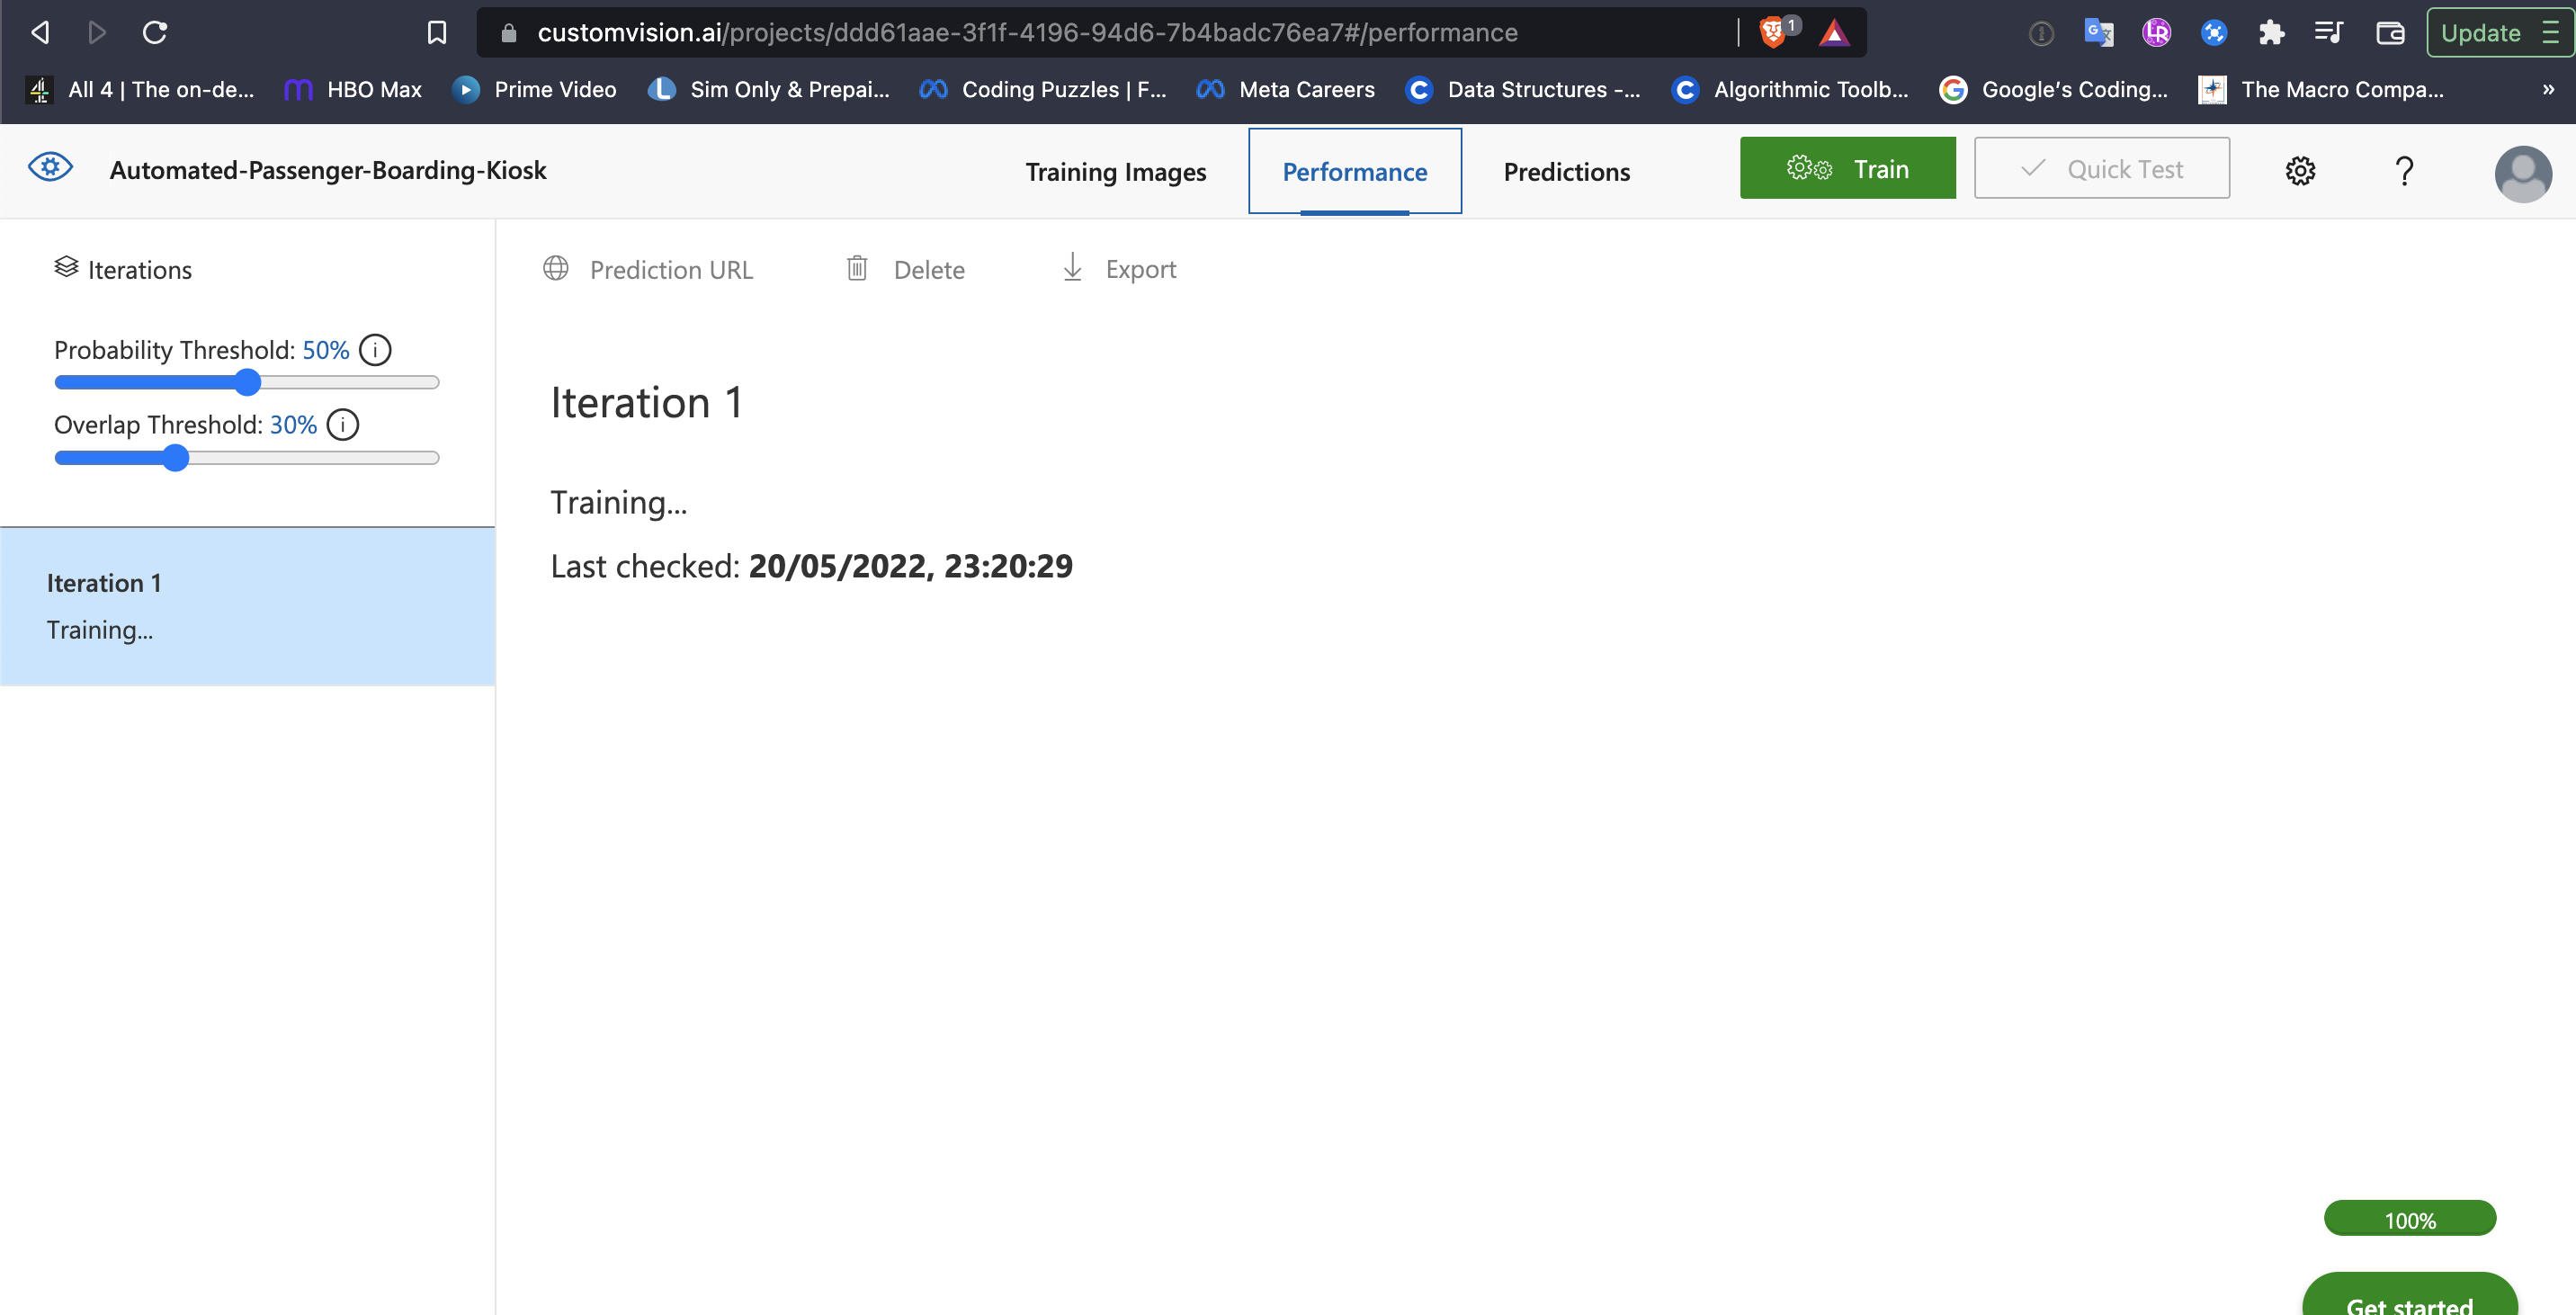 customvision.ai/projects/ddd61aae-3f1f-4196-94d6-7b4badc76ea7#/performance
1
Update
All 4 | The on-de...
HBO Max
Prime Video
Sim Only & Prepai...
Coding Puzzles | F...
Meta Careers
Data Structures -...
Algorithmic Toolb...
Google's Coding...
The Macro Compa...
»
Automated-Passenger-Boarding-Kiosk
Training Images
Performance
Predictions
Train
Quick Test
?
Iterations
Prediction URL
Delete
Export
Probability Threshold: 50%
Overlap Threshold: 30%
Iteration 1
Training...
Iteration 1
Training...
Last checked: 20/05/2022, 23:20:29
100%
Get started